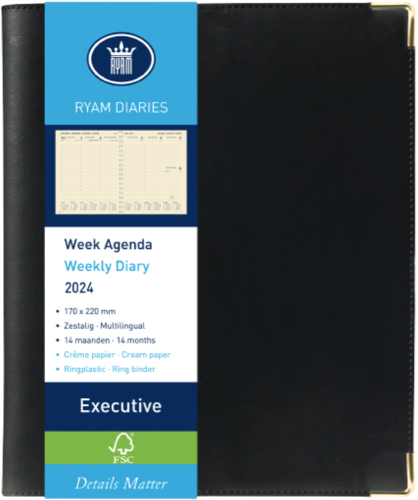 RYAM
RYAM DIARIES
Week Agenda
Weekly Diary
2024
• 170 x 220 mm
• Zestalig · Multilingual
• 14 maanden · 14 months
• Crème papier · Cream paper
• Ringplastic · Ring binder
Executive
FSC
Details Matter